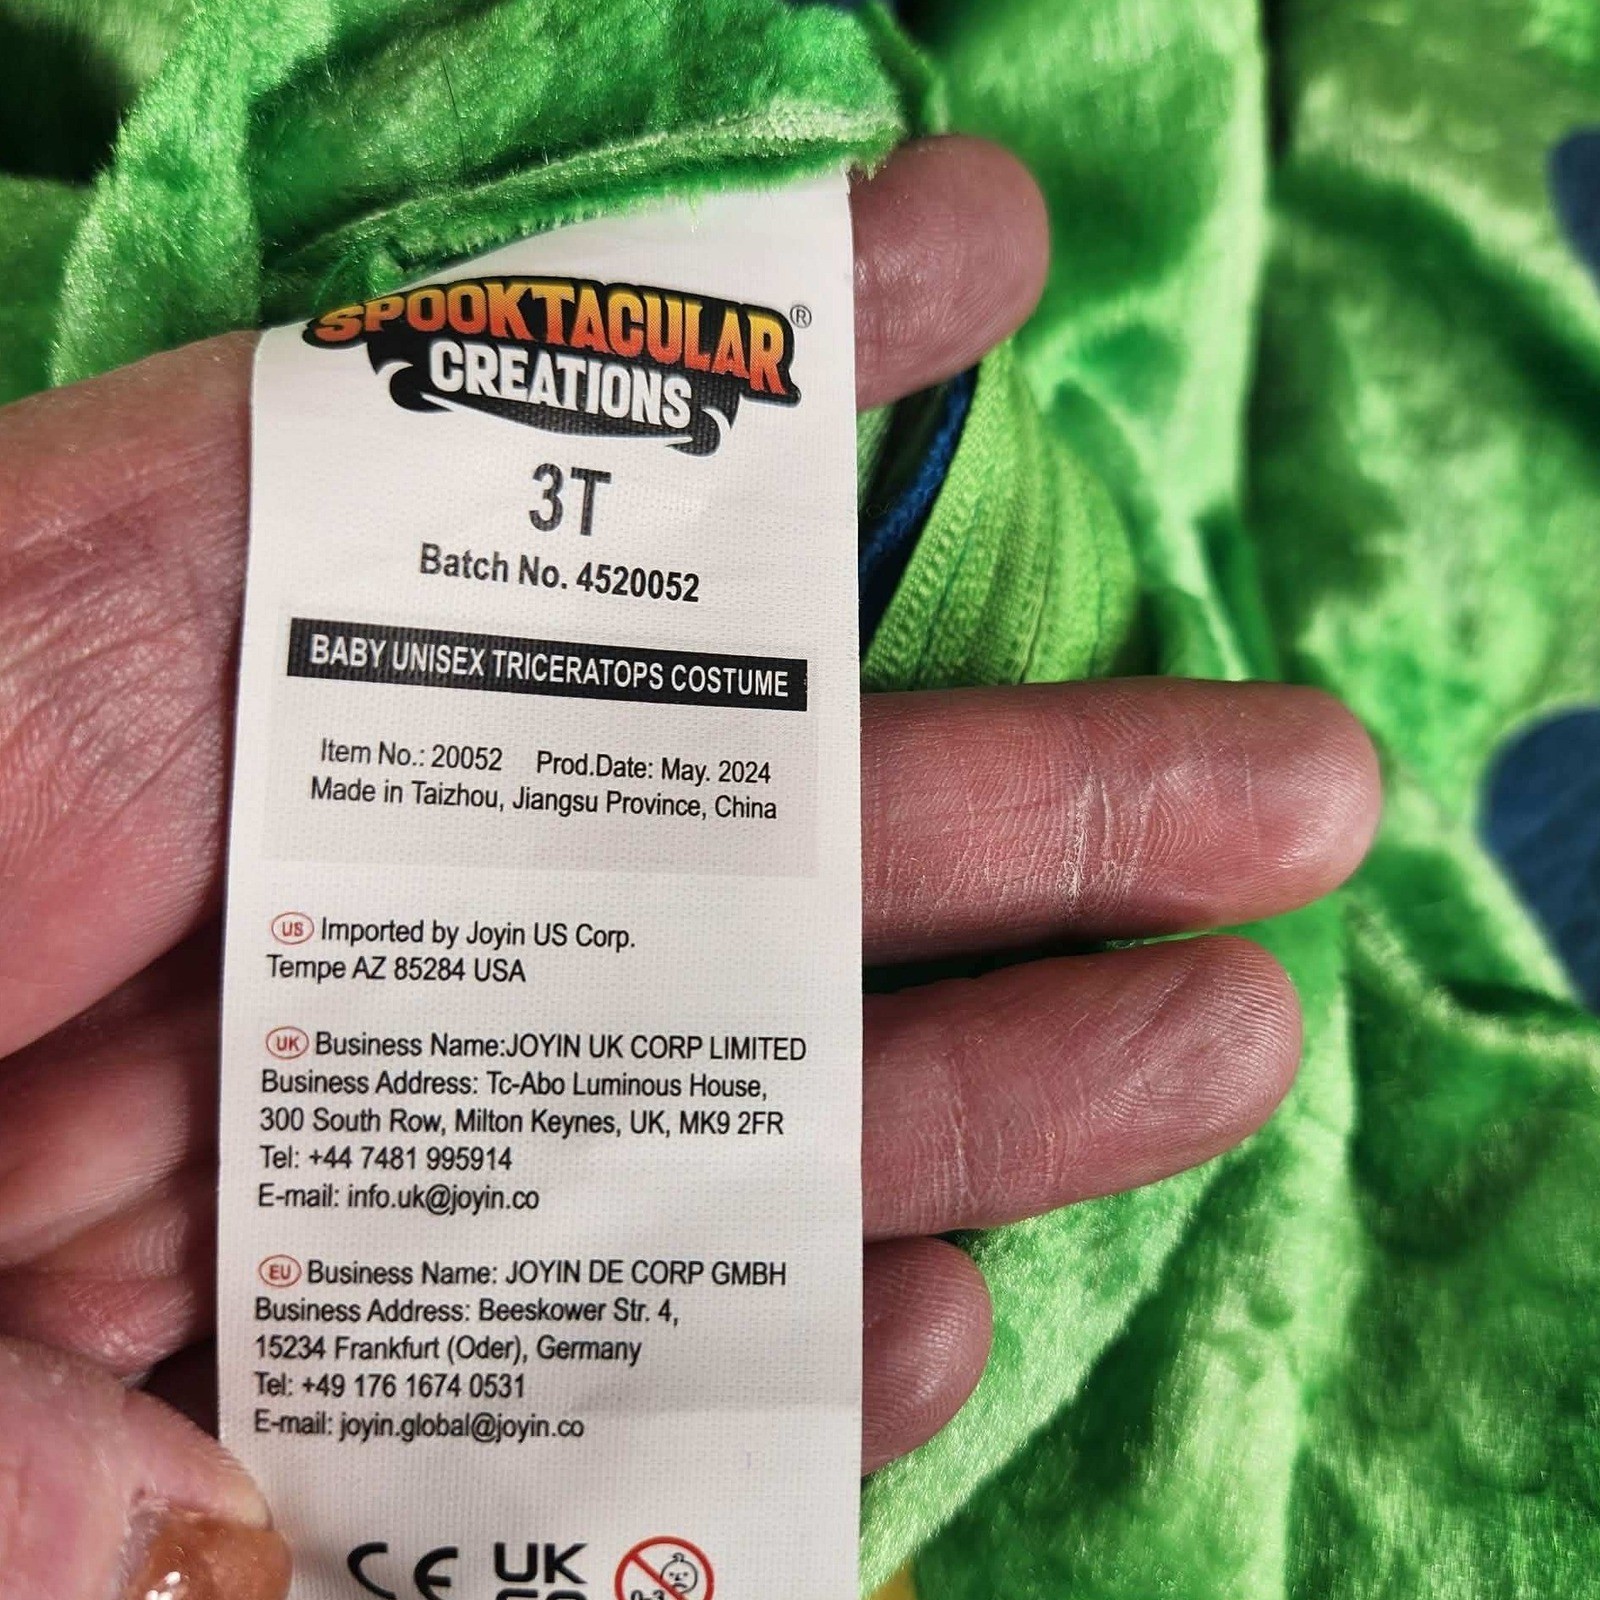 SPOOKTACULAR®
CREATIONS
3T
Batch No. 4520052
BABY UNISEX TRICERATOPS COSTUME
Item No.: 20052 Prod.Date: May. 2024
Made in Taizhou, Jiangsu Province, China
US Imported by Joyin US Corp.
Tempe AZ 85284 USA
UK Business Name:JOYIN UK CORP LIMITED
Business Address: Tc-Abo Luminous House,
300 South Row, Milton Keynes, UK, MK9 2FR
Tel: +44 7481 995914
E-mail: info.uk@joyin.co
EU Business Name: JOYIN DE CORP GMBH
Business Address: Beeskower Str. 4,
15234 Frankfurt (Oder), Germany
Tel: +49 176 1674 0531
E-mail: joyin.global@joyin.co
CE UK 0-3